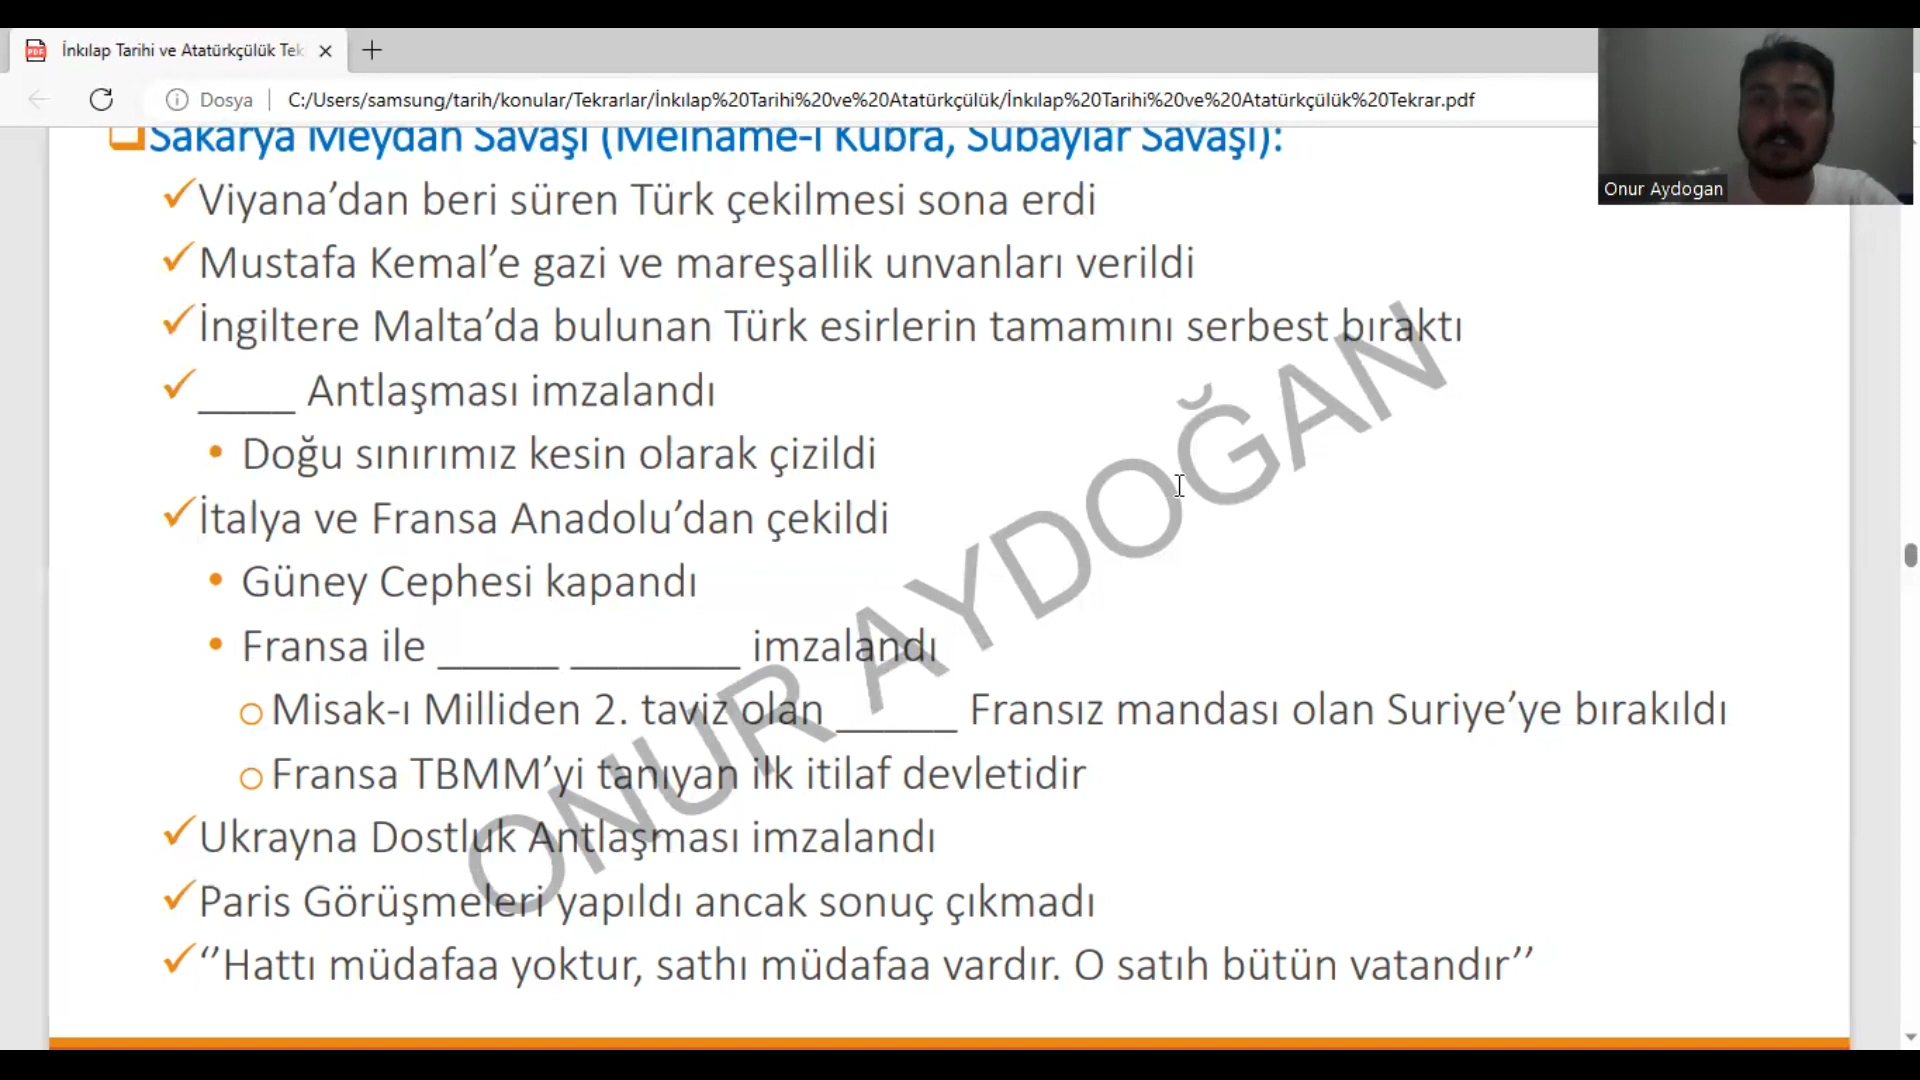 İnkılap Tarihi ve Atatürkçülük Tek
Dosya
C:/Users/samsung/tarih/konular/Tekrarlar/İnkılap%20Tarihi%20ve%20Atatürkçülük/İnkılap%20Tarihi%20ve%20Atatürkçülük%20Tekrar.pdf
Onur Aydogan
Sakarya Meydan Savaşı (Melhame-i Kübra, Subaylar Savaşı):
Viyana’dan beri süren Türk çekilmesi sona erdi
Mustafa Kemal’e gazi ve mareşallik unvanları verildi
İngiltere Malta’da bulunan Türk esirlerin tamamını serbest bıraktı
____ Antlaşması imzalandı
• Doğu sınırımız kesin olarak çizildi
İtalya ve Fransa Anadolu’dan çekildi
• Güney Cephesi kapandı
• Fransa ile _____ _______ imzalandı
o Misak-ı Milliden 2. taviz olan _____ Fransız mandası olan Suriye’ye bırakıldı
o Fransa TBMM’yi tanıyan ilk itilaf devletidir
Ukrayna Dostluk Antlaşması imzalandı
Paris Görüşmeleri yapıldı ancak sonuç çıkmadı
‘’Hattı müdafaa yoktur, sathı müdafaa vardır. O satıh bütün vatandır’’
ONUR AYDOĞAN